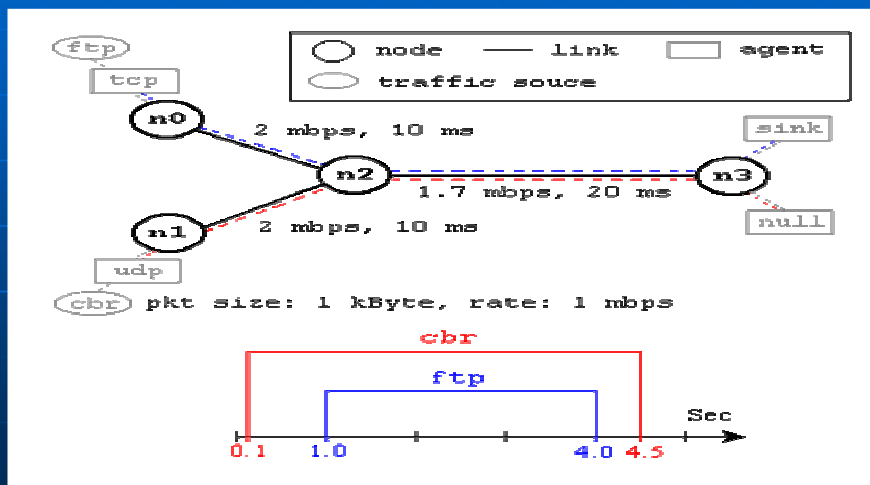 ftp
node link agent
tcp
traffic souce
n0
2 mbps, 10 ms
sink
n2
n3
1.7 mbps, 20 ms
n1
2 mbps, 10 ms
null
udp
cbr pkt size: 1 kByte, rate: 1 mbps
cbr
ftp
Sec
0.1 1.0 4.0 4.5